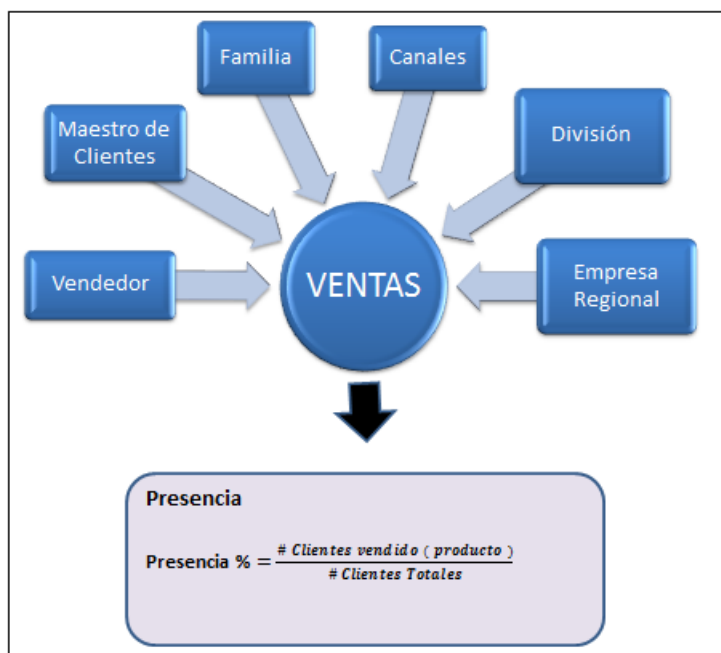 Familia
Canales
Maestro de
Clientes
División
Vendedor
VENTAS
Empresa
Regional
Presencia
Presencia % = # Clientes vendido ( producto )
# Clientes Totales